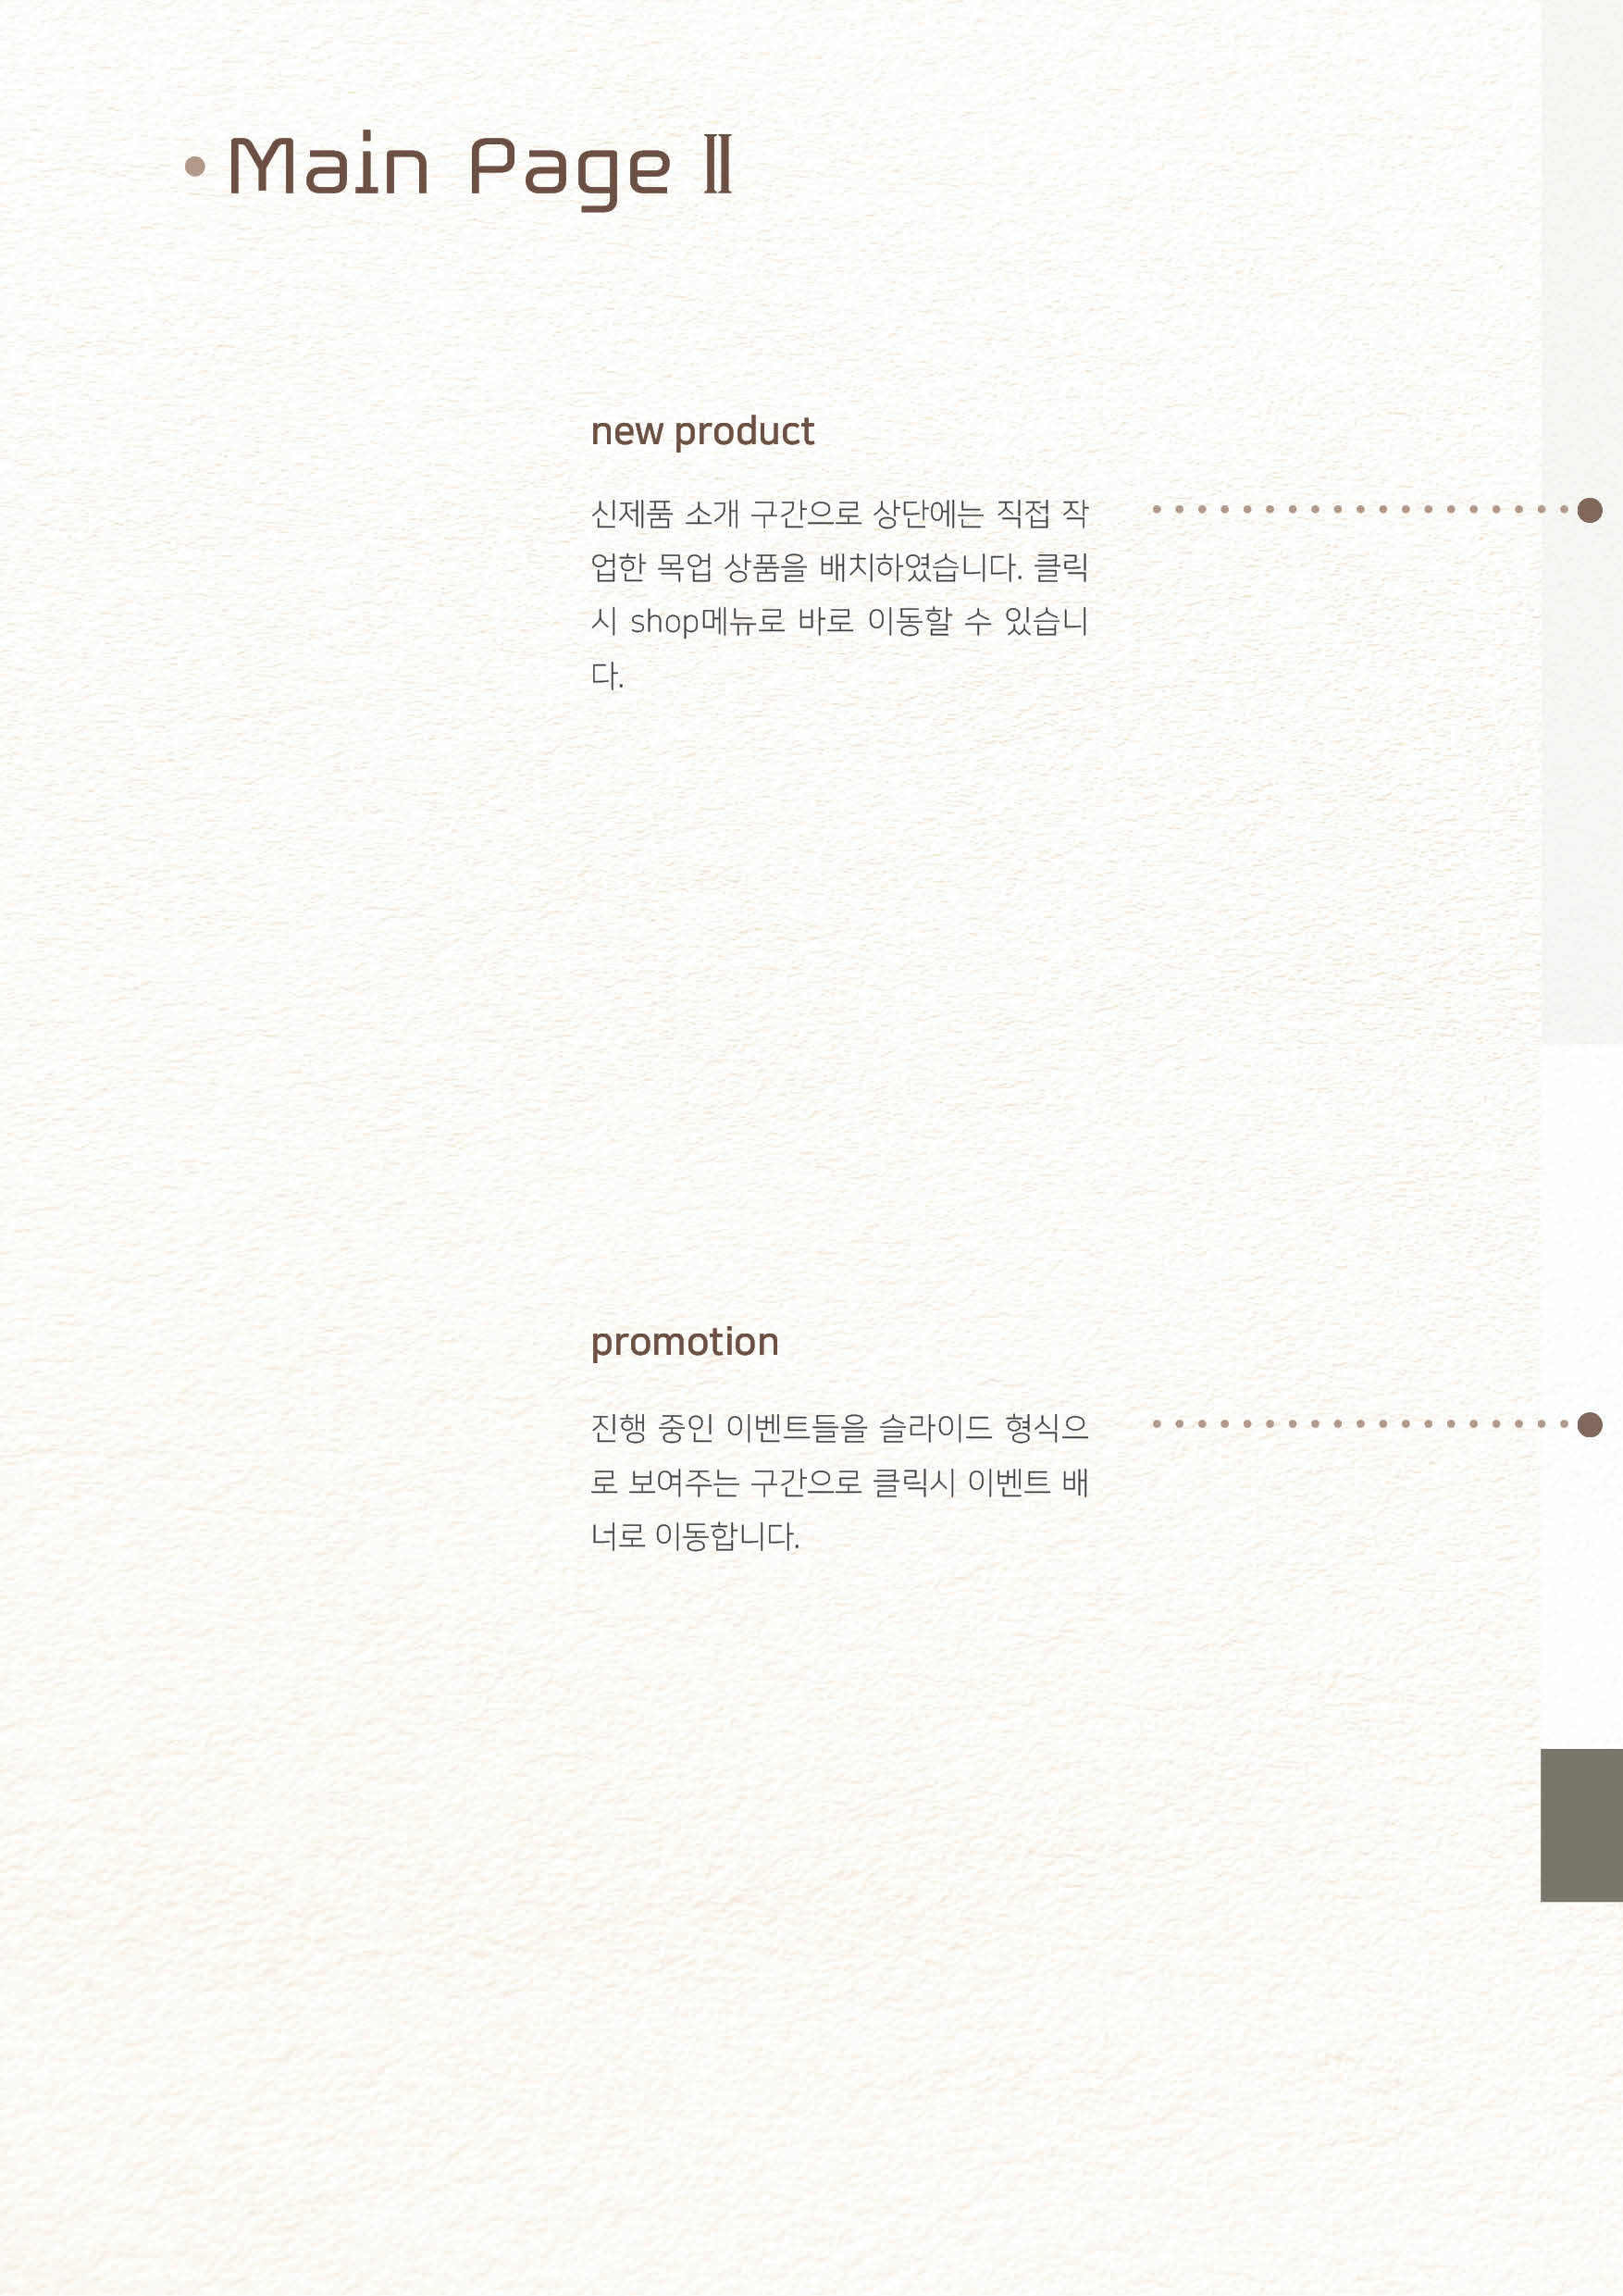 Main Page Ⅱ
new product
신제품 소개 구간으로 상단에는 직접 작
업한 목업 상품을 배치하였습니다. 클릭
시 shop메뉴로 바로 이동할 수 있습니
다.
promotion
진행 중인 이벤트들을 슬라이드 형식으
로 보여주는 구간으로 클릭시 이벤트 배
너로 이동합니다.